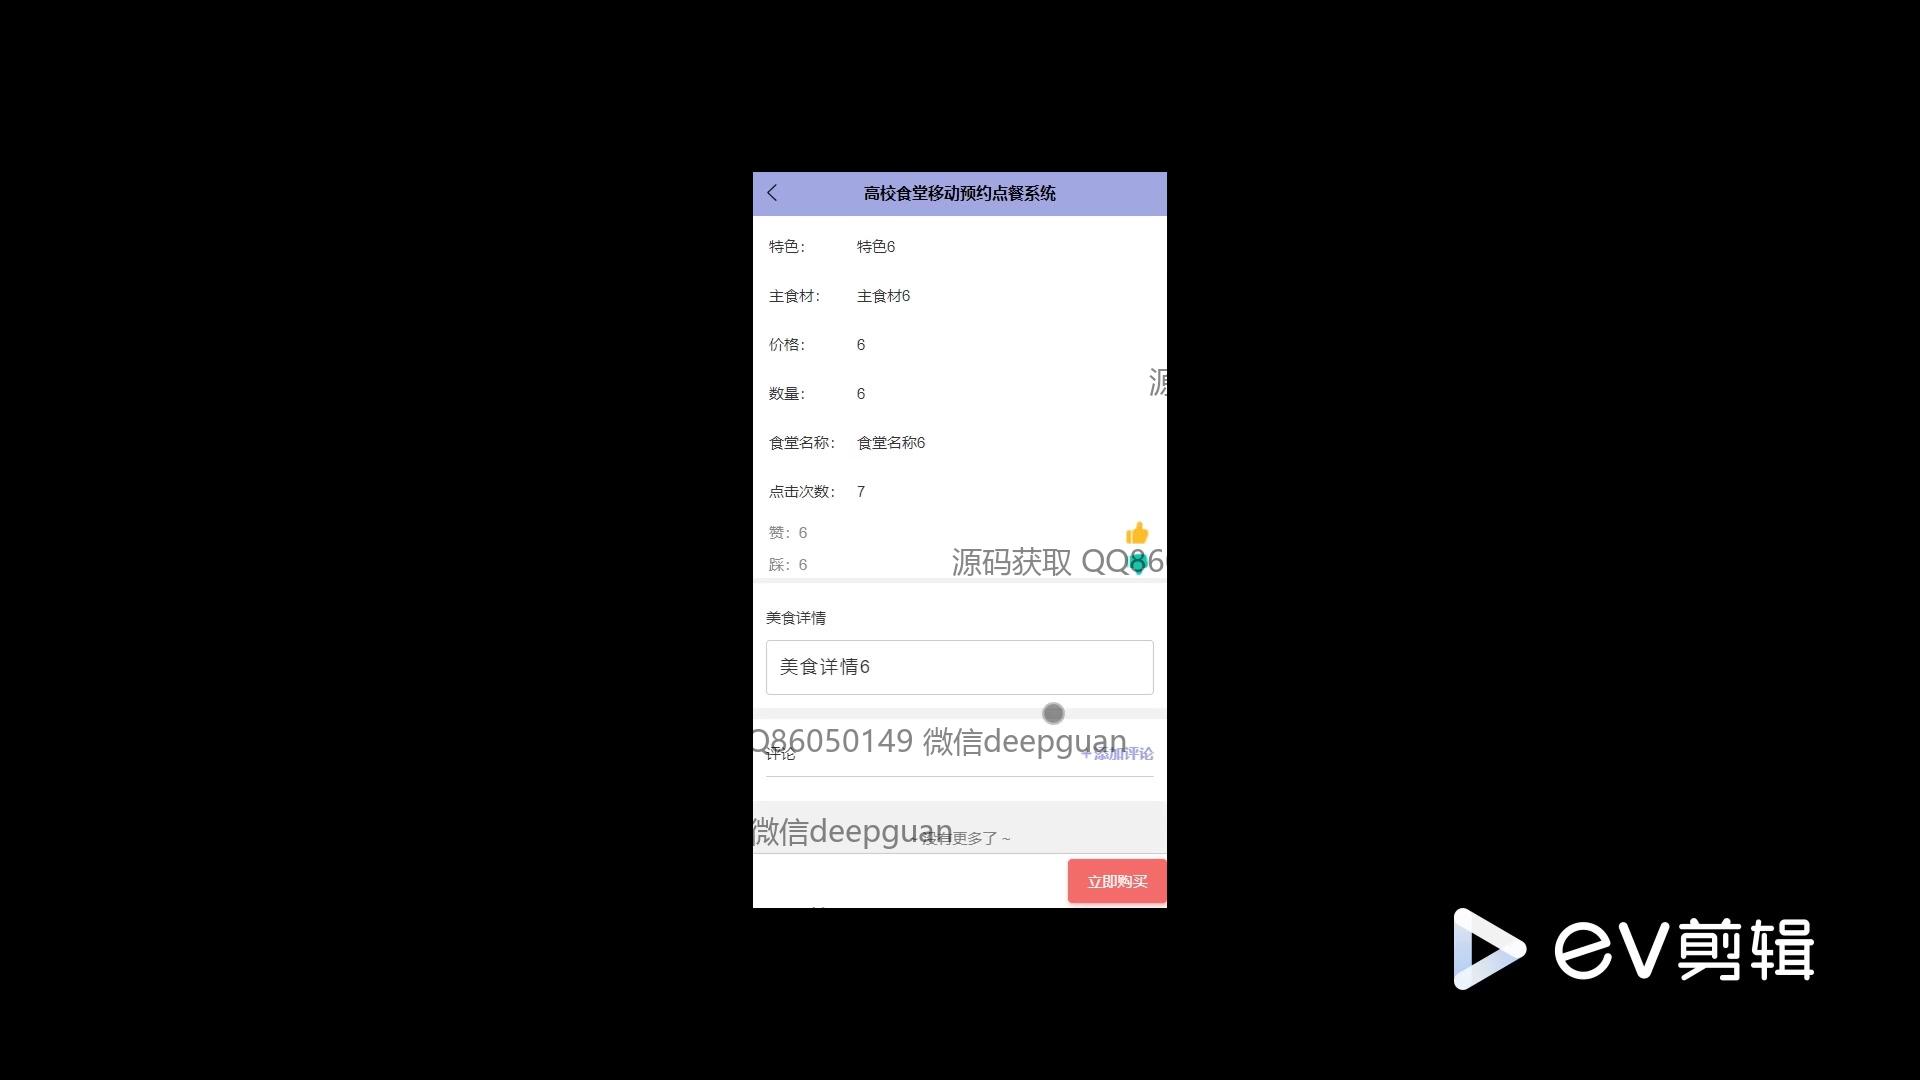 高校食堂移动预约点餐系统
特色： 特色6
主食材： 主食材6
价格： 6
数量： 6
食堂名称： 食堂名称6
点击次数： 7
赞：6
踩：6
源码获取 QQ86
美食详情
美食详情6
Q86050149 微信deepguan
评论 +添加评论
微信deepguan
没有更多了 ~
立即购买
ev剪辑